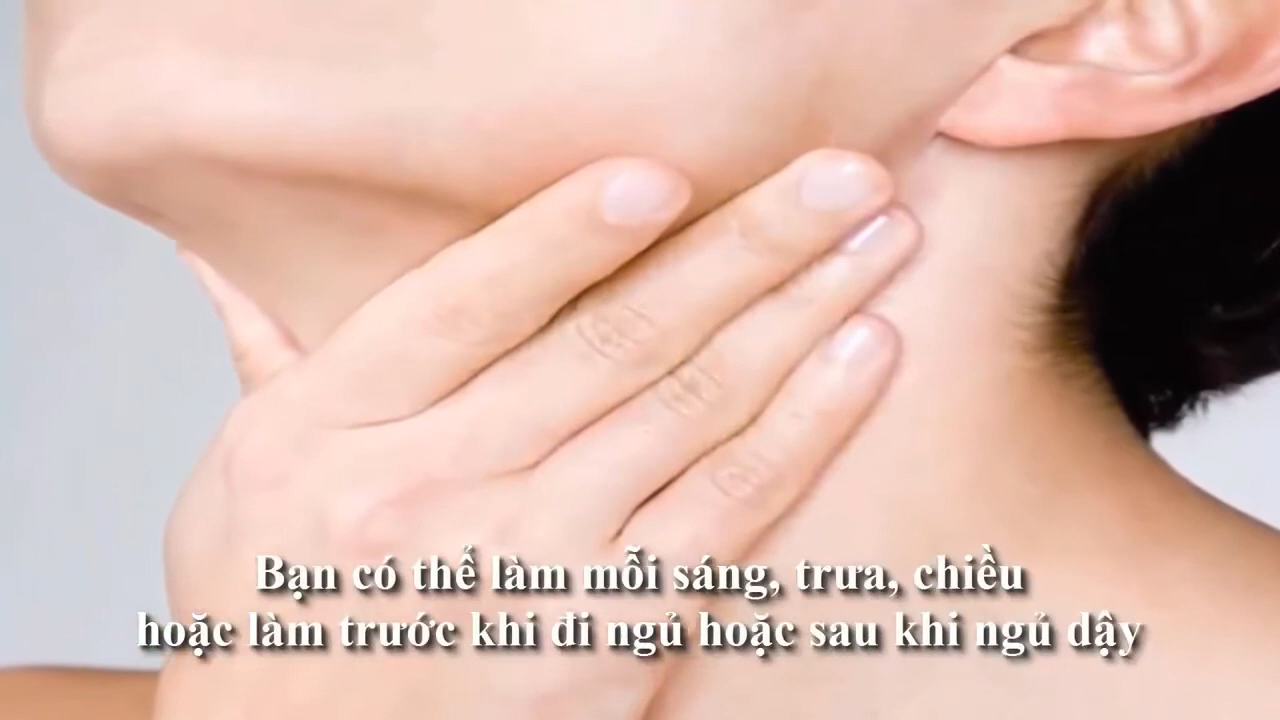 Bạn có thể làm mỗi sáng, trưa, chiều
hoặc làm trước khi đi ngủ hoặc sau khi ngủ dậy